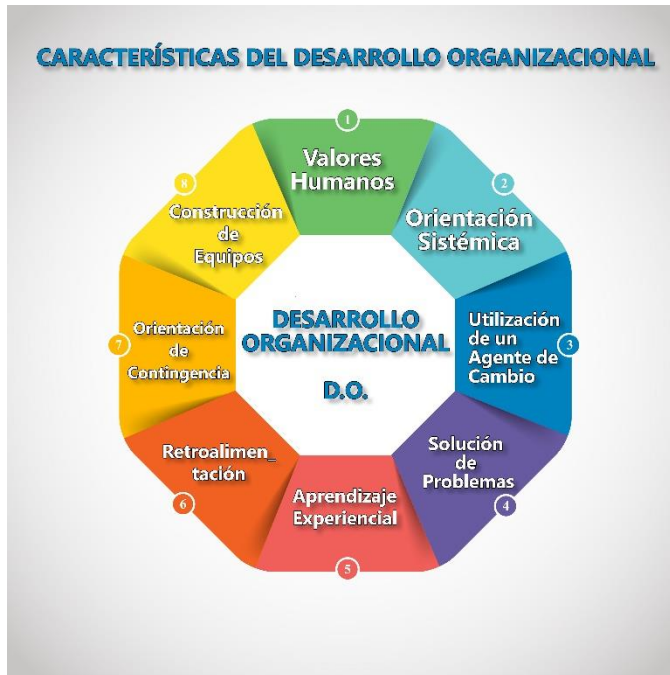 CARACTERÍSTICAS DEL DESARROLLO ORGANIZACIONAL
1
Valores
Humanos
2
Orientación
Sistémica
3
Utilización
de un
Agente de
Cambio
4
Solución
de
Problemas
5
Aprendizaje
Experiencial
6
Retroalimen_
tación
7
Orientación
de
Contingencia
8
Construcción
de
Equipos
DESARROLLO
ORGANIZACIONAL
D.O.